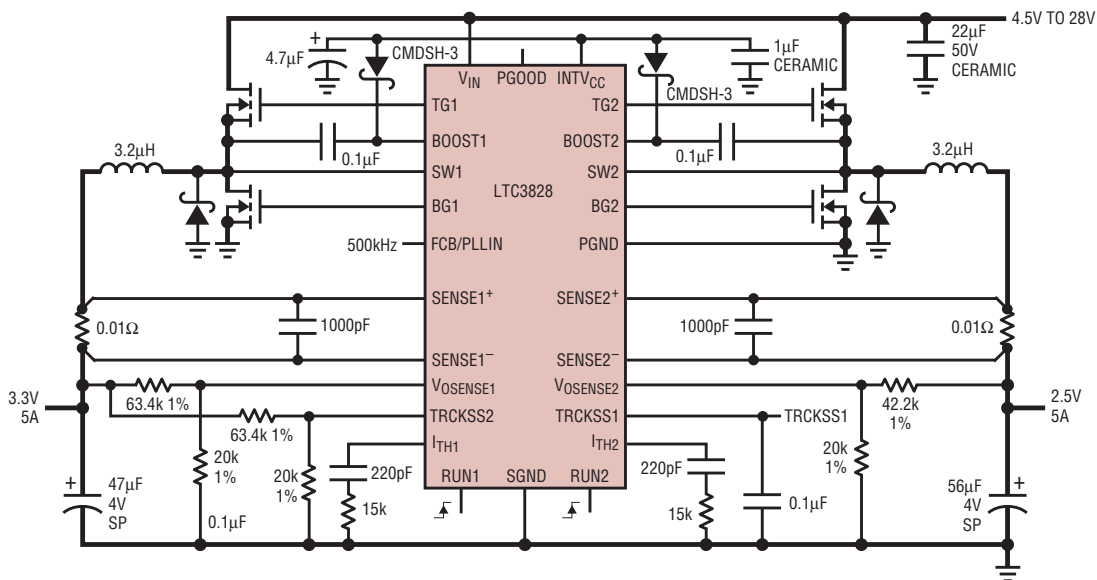 4.5V TO 28V
22µF
50V
CERAMIC
1µF
CERAMIC
4.7µF
+
CMDSH-3
CMDSH-3
VIN
PGOOD
INTVCC
TG1
TG2
BOOST1
BOOST2
0.1µF
0.1µF
3.2µH
3.2µH
SW1
SW2
LTC3828
BG1
BG2
500kHz
FCB/PLLIN
PGND
SENSE1+
SENSE2+
0.01Ω
1000pF
1000pF
0.01Ω
SENSE1–
SENSE2–
VOSENSE1
VOSENSE2
3.3V
5A
63.4k 1%
42.2k
1%
2.5V
5A
TRCKSS2
TRCKSS1
TRCKSS1
63.4k 1%
ITH1
ITH2
20k
1%
20k
1%
220pF
220pF
20k
1%
RUN1
SGND
RUN2
+
47µF
4V
SP
0.1µF
15k
15k
0.1µF
56µF
4V
SP
+